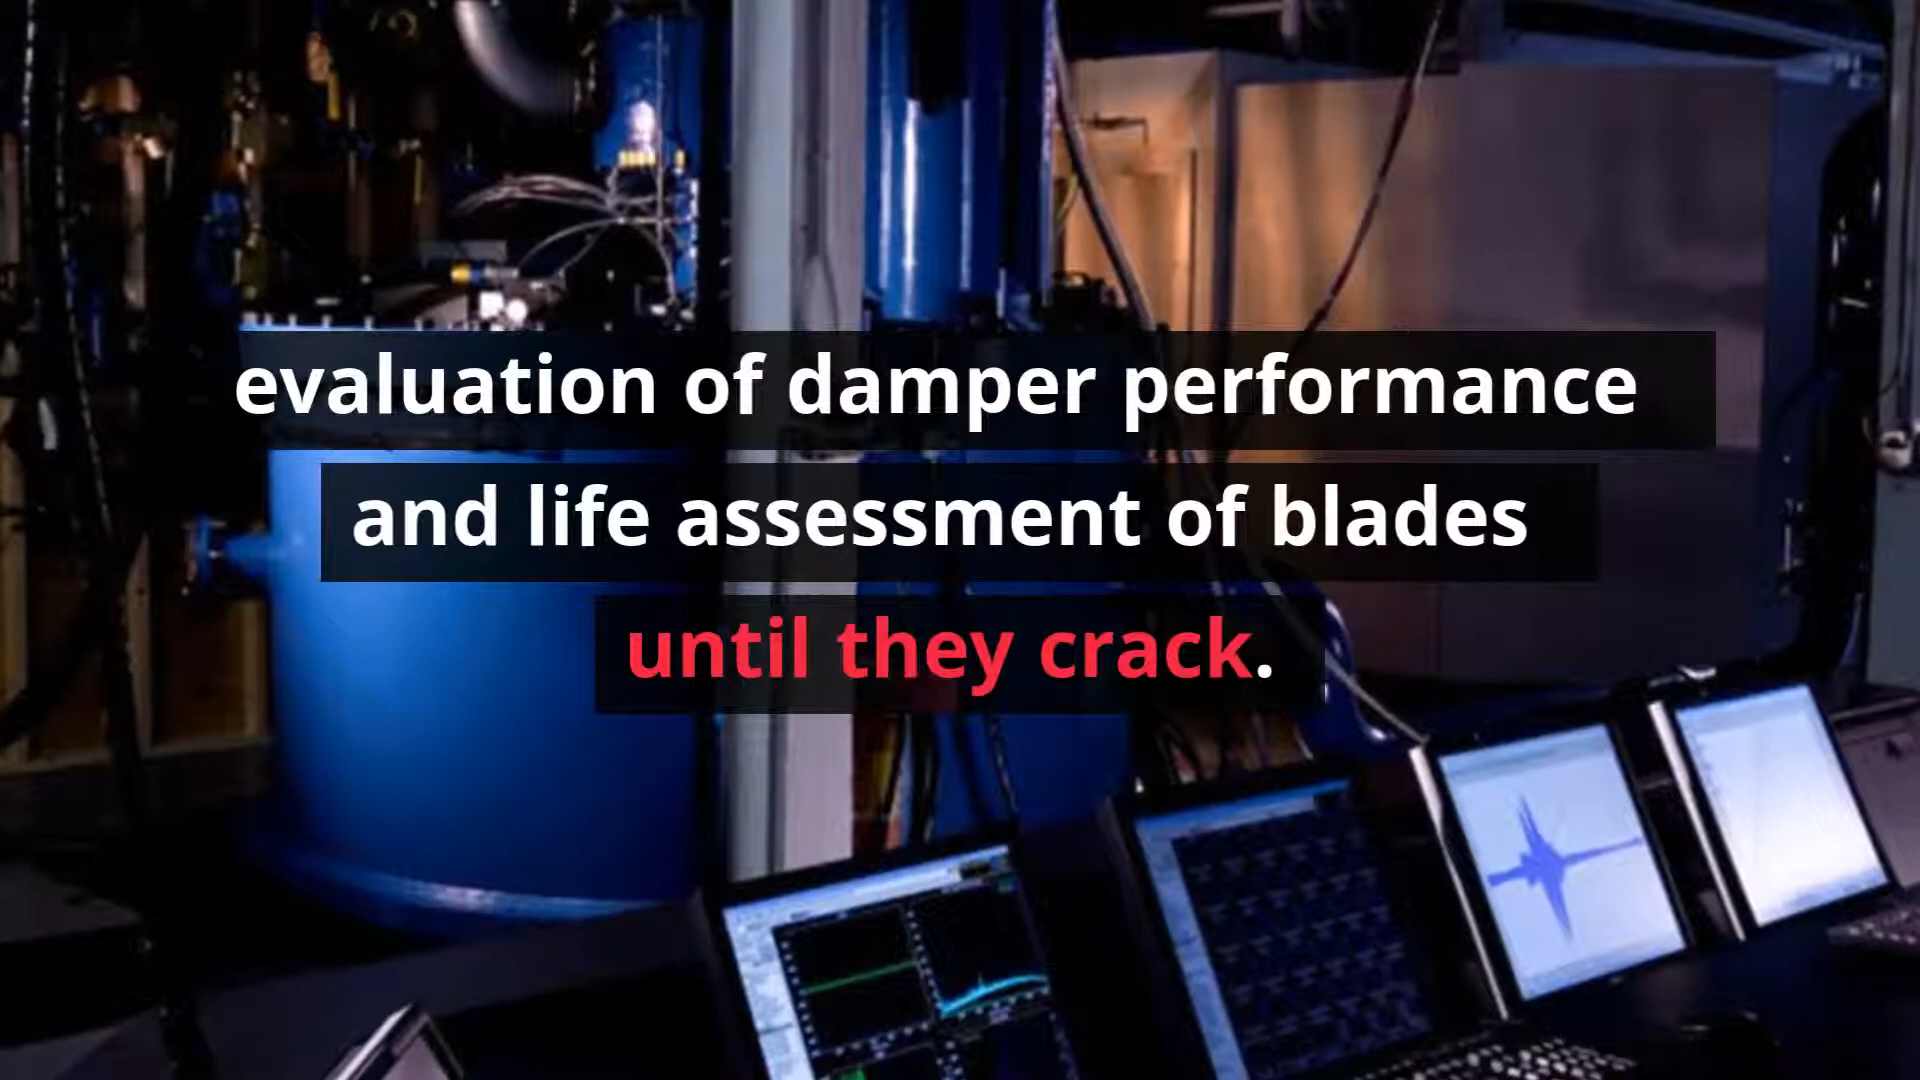 evaluation of damper performance
and life assessment of blades
until they crack.